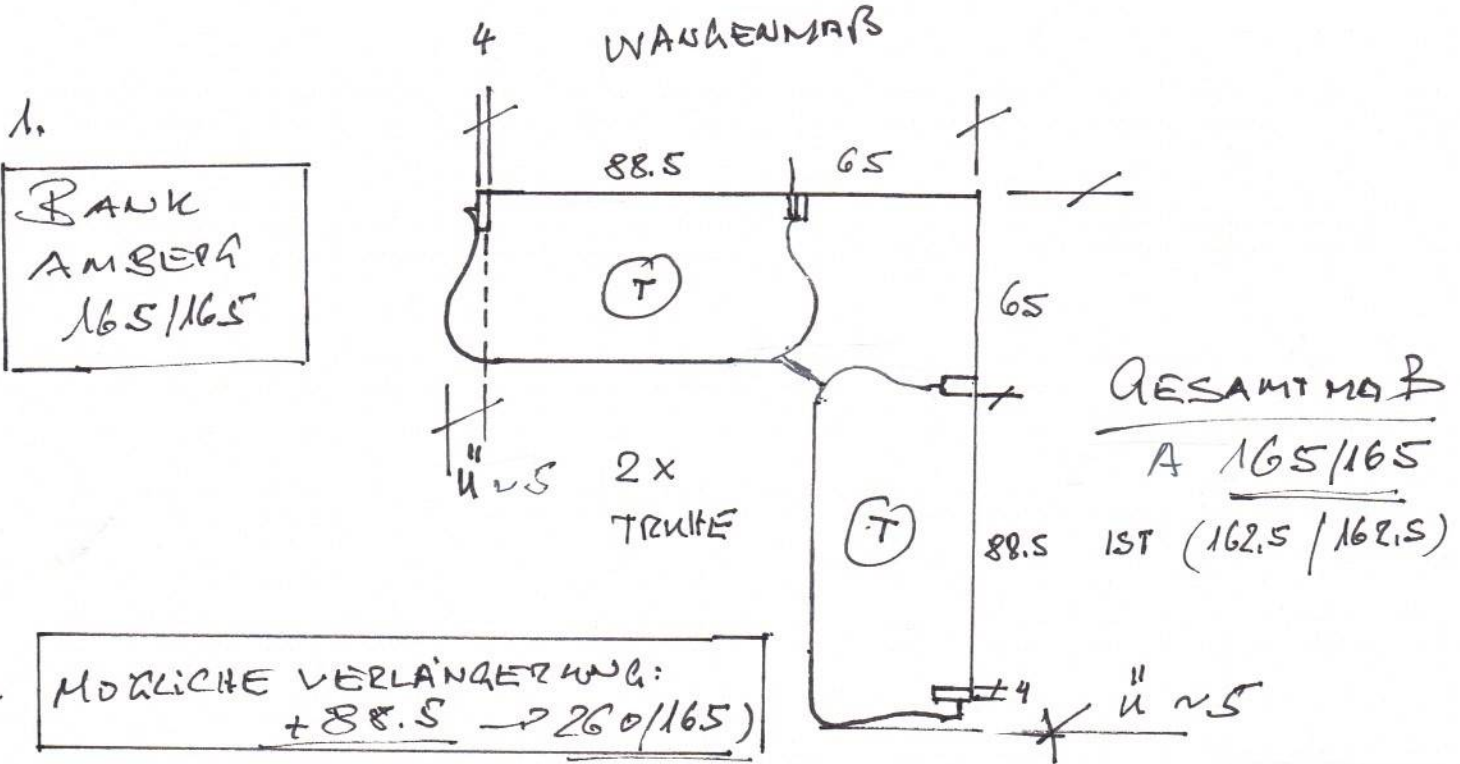 4 WANGENMAß
1.
88.5 65
BANK
AMBERG
165/165
T
65
GESAMTMAß
A 165/165
IST (162.5 / 162.5)
Ü ~5
2x
TRUHE
T
88.5
4
Ü ~5
MÖGLICHE VERLÄNGERUNG:
+88.5 → 260/165)